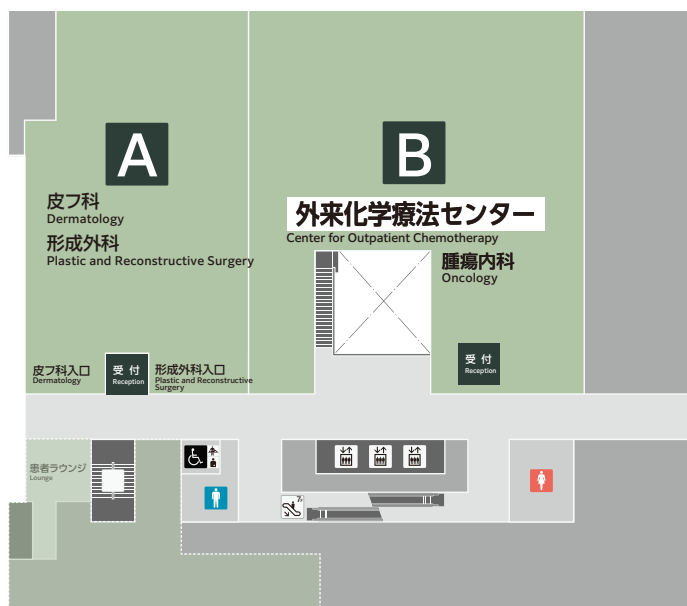 A
皮フ科
Dermatology
形成外科
Plastic and Reconstructive Surgery
B
外来化学療法センター
Center for Outpatient Chemotherapy
腫瘍内科
Oncology
皮フ科入口
Dermatology
受付
Reception
形成外科入口
Plastic and Reconstructive
Surgery
受付
Reception
患者ラウンジ
Lounge